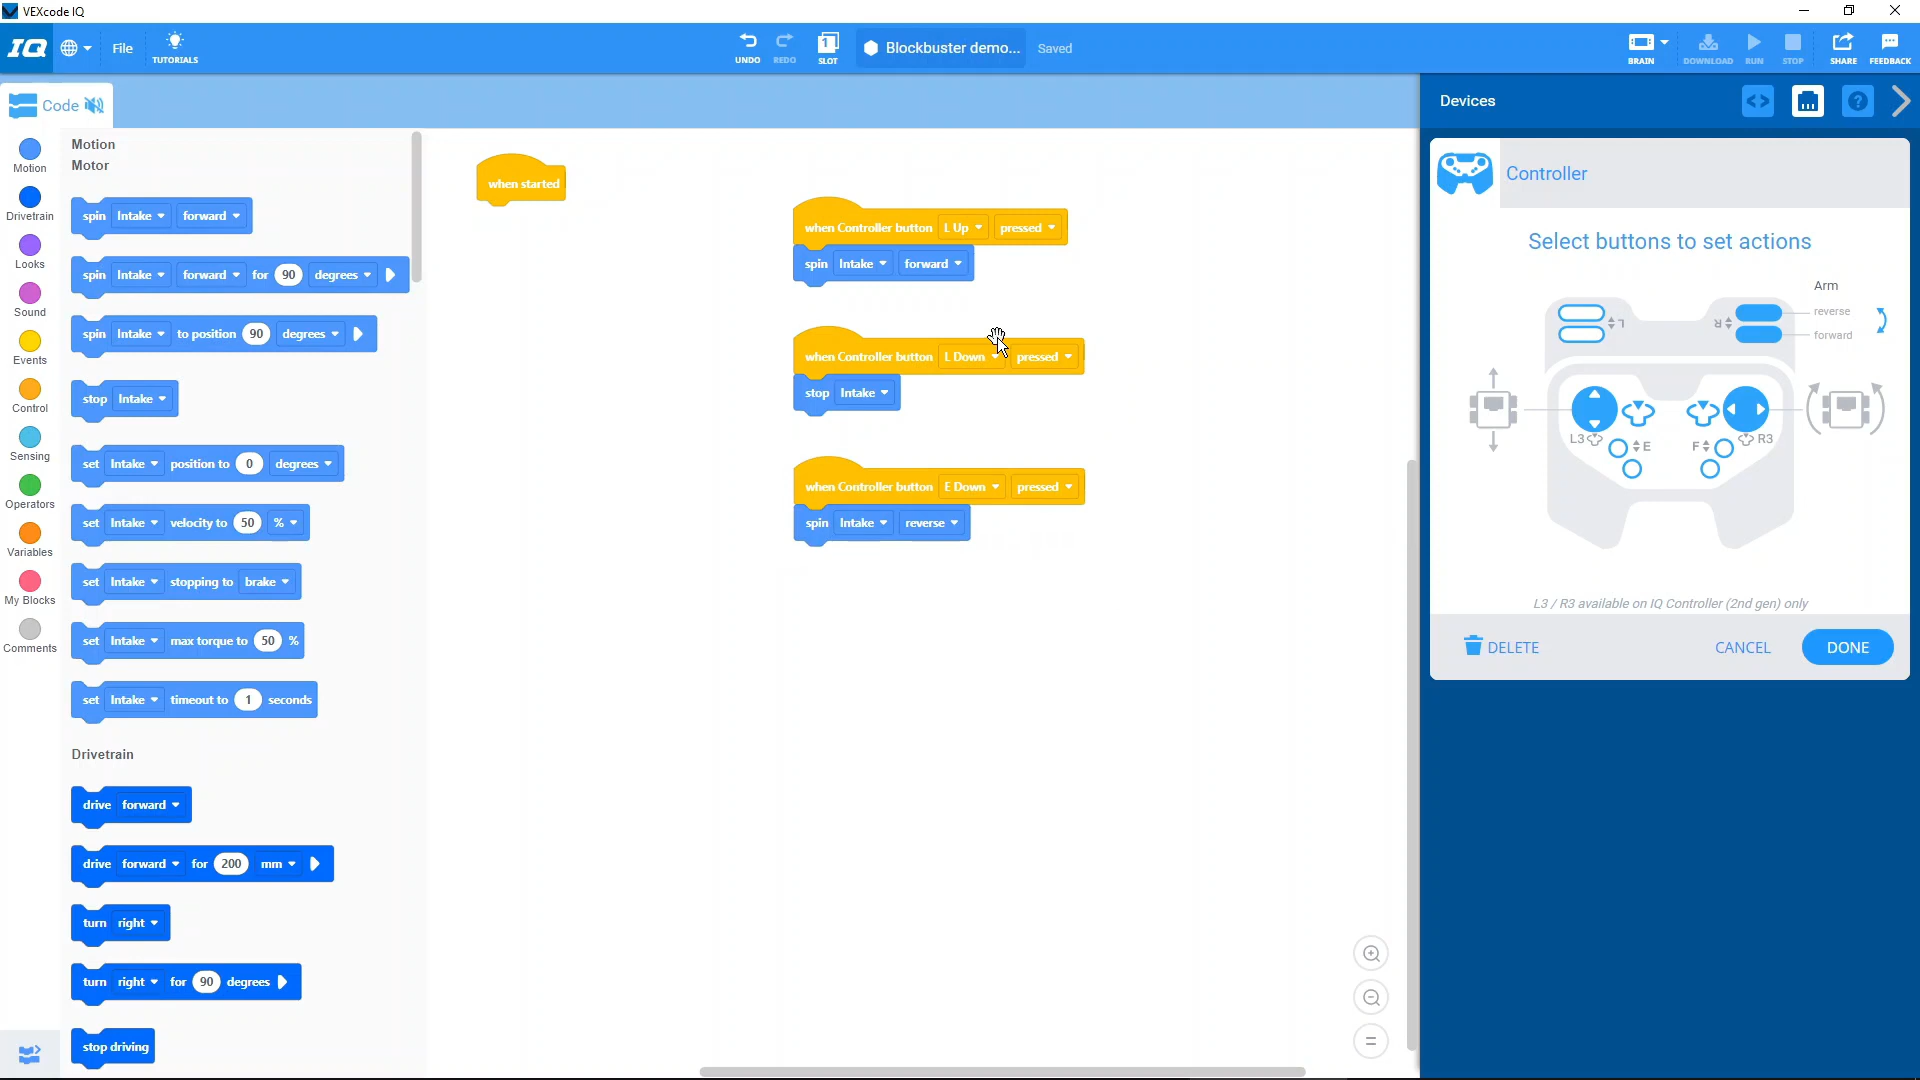 VEXcode IQ
IQ
File
TUTORIALS
UNDO
REDO
1
SLOT
Blockbuster demo...
Saved
BRAIN
DOWNLOAD
RUN
STOP
SHARE
FEEDBACK
Code
Motion
Drivetrain
Looks
Sound
Events
Control
Sensing
Operators
Variables
My Blocks
Comments
Motion
Motor
spin Intake forward
spin Intake forward for 90 degrees
spin Intake to position 90 degrees
stop Intake
set Intake position to 0 degrees
set Intake velocity to 50 %
set Intake stopping to brake
set Intake max torque to 50 %
set Intake timeout to 1 seconds
Drivetrain
drive forward
drive forward for 200 mm
turn right
turn right for 90 degrees
stop driving
when started
when Controller button L Up pressed
spin Intake forward
when Controller button L Down pressed
stop Intake
when Controller button E Down pressed
spin Intake reverse
Devices
?
Controller
Select buttons to set actions
Arm
reverse
forward
L
R
L3
E
F
R3
L3 / R3 available on IQ Controller (2nd gen) only
DELETE
CANCEL
DONE